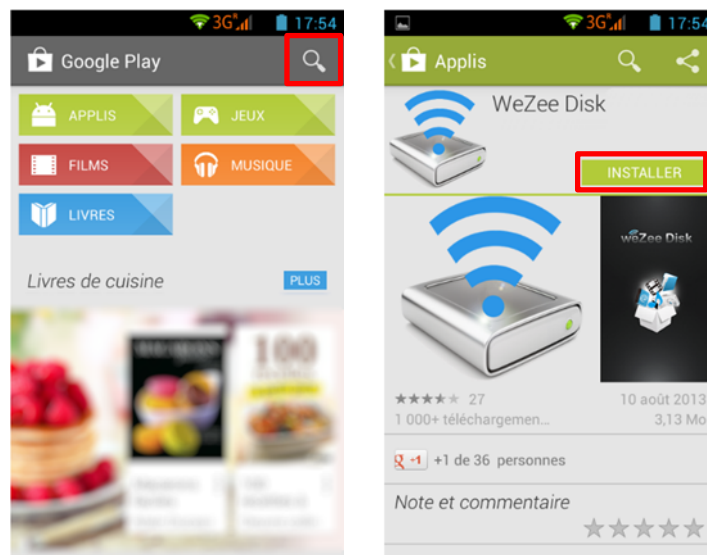 3G 17:54
Google Play
APPLIS JEUX
FILMS MUSIQUE
LIVRES
Livres de cuisine PLUS
100
3G 17:54
Applis
WeZee Disk
INSTALLER
weZee Disk
27 10 août 2013
1 000+ téléchargemen... 3,13 Mo
g +1 +1 de 36 personnes
Note et commentaire